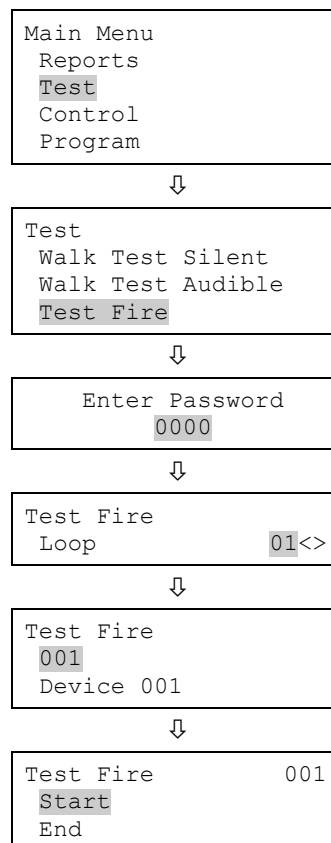 Main Menu
Reports
Test
Control
Program
⇩
Test
Walk Test Silent
Walk Test Audible
Test Fire
⇩
Enter Password
0000
⇩
Test Fire
Loop 01<>
⇩
Test Fire
001
Device 001
⇩
Test Fire 001
Start
End